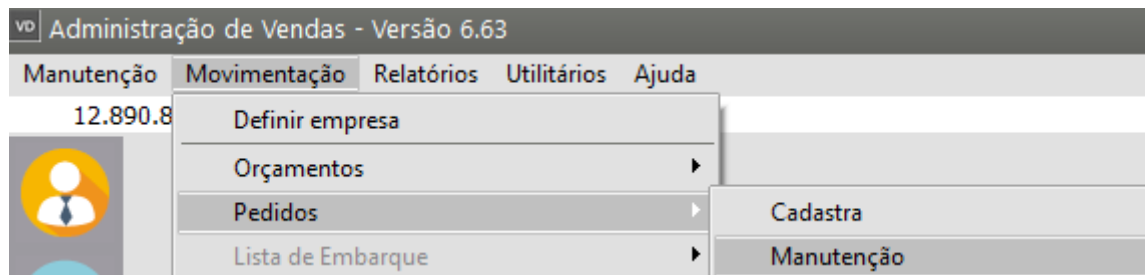 VD Administração de Vendas - Versão 6.63
Manutenção Movimentação Relatórios Utilitários Ajuda
12.890.8 Definir empresa
Orçamentos
Pedidos Cadastra
Lista de Embarque Manutenção